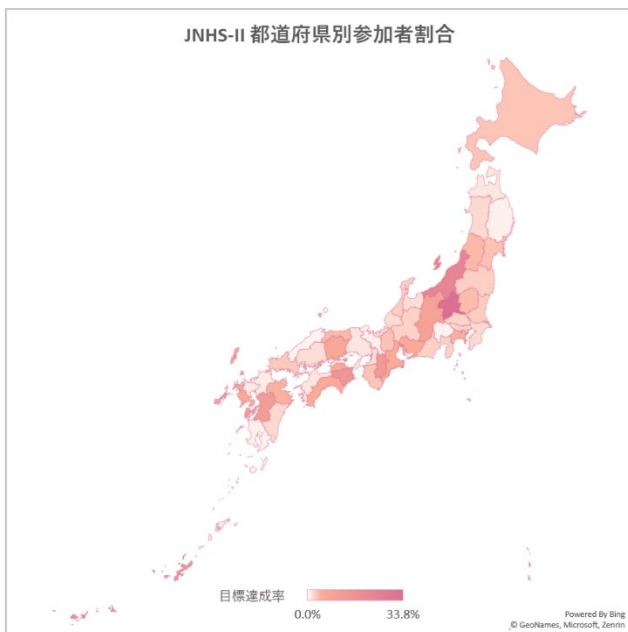 JNHS-II 都道府県別参加者割合
目標達成率
0.0%
33.8%
Powered By Bing
© GeoNames, Microsoft, Zenrin